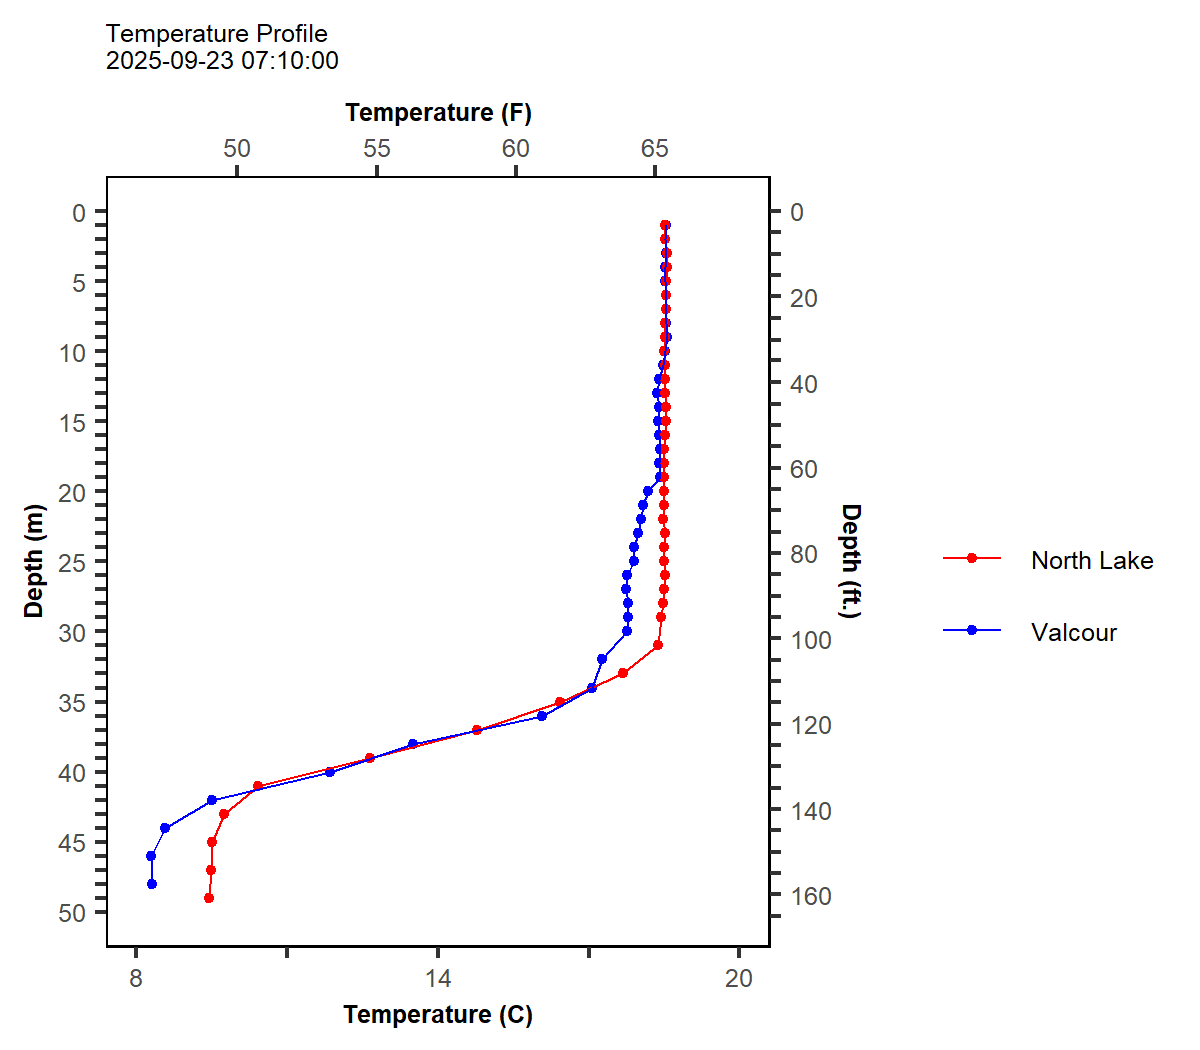 Temperature Profile
2025-09-23 07:10:00
Temperature (F)
50 55 60 65
0 0
5
20
10
40
15
60
20
Depth (m) Depth (ft.)
80
25
North Lake
30
100
Valcour
35
120
40
140
45
160
50
8 14 20
Temperature (C)